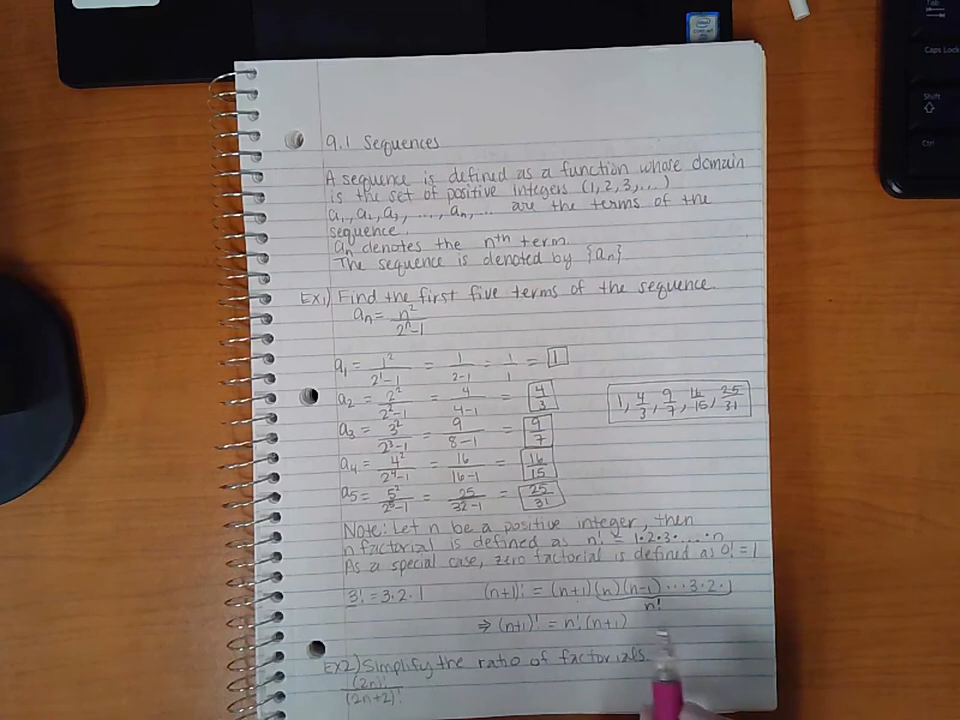 9.1 Sequences
A sequence is defined as a function whose domain
is the set of positive integers (1,2,3,...)
a₁, a₂, a₃, ...., aₙ, ... are the terms of the
sequence.
aₙ denotes the nth term.
The sequence is denoted by {aₙ}
Ex1) Find the first five terms of the sequence.
aₙ = n²/(2ⁿ-1)
a₁ = 1²/(2¹-1) = 1/(2-1) = 1/1 = 1
a₂ = 2²/(2²-1) = 4/(4-1) = 4/3
1, 4/3, 9/7, 16/15, 25/31
a₃ = 3²/(2³-1) = 9/(8-1) = 9/7
a₄ = 4²/(2⁴-1) = 16/(16-1) = 16/15
a₅ = 5²/(2⁵-1) = 25/(32-1) = 25/31
Note: Let n be a positive integer, then
n factorial is defined as n! = 1·2·3·....·n
As a special case, zero factorial is defined as 0! = 1
3! = 3·2·1 (n+1)! = (n+1)(n)(n-1)···3·2·1
n!
⇒ (n+1)! = n!(n+1)
Ex2) Simplify the ratio of factorials.
(2n)!/(2n+2)!
Tab
Caps Lock
Shift
Ctrl
intel